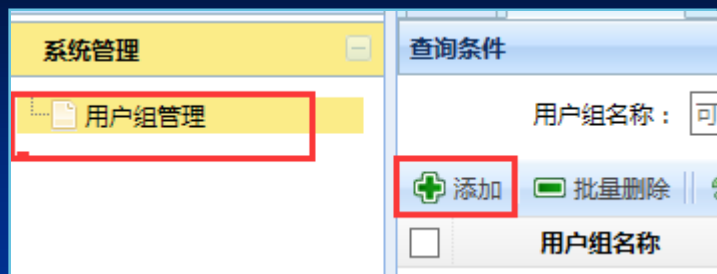 系统管理
用户组管理
查询条件
用户组名称：可
添加 批量删除
用户组名称